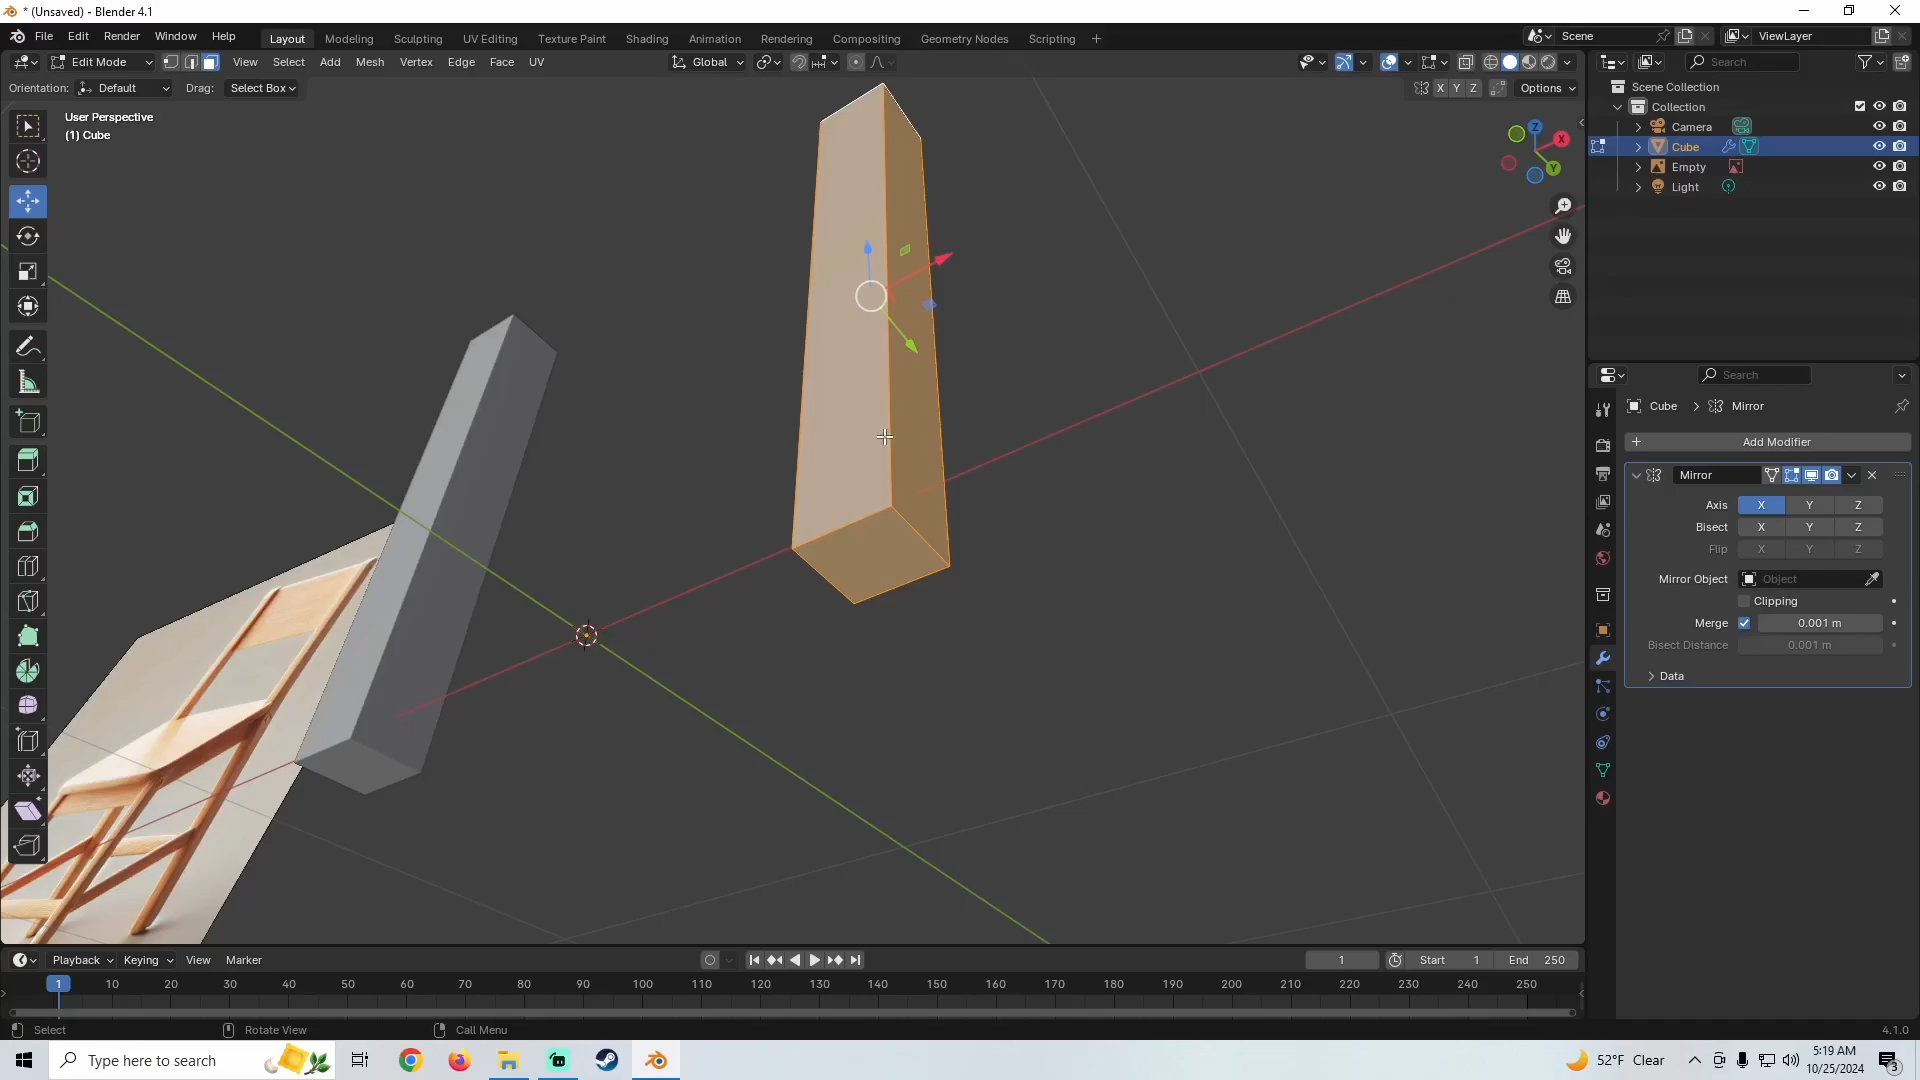 * (Unsaved) - Blender 4.1
File Edit Render Window Help
Layout Modeling Sculpting UV Editing Texture Paint Shading Animation Rendering Compositing Geometry Nodes Scripting +
Scene
ViewLayer
Edit Mode
View Select Add Mesh Vertex Edge Face UV
Global
Search
Orientation: Default Drag: Select Box
X Y Z
Options
User Perspective
(1) Cube
Z
X
Y
Scene Collection
Collection
Camera
Cube
Empty
Light
Search
Cube > Mirror
+ Add Modifier
Mirror
Axis X Y Z
Bisect X Y Z
Flip X Y Z
Mirror Object Object
Clipping
Merge 0.001 m
Bisect Distance 0.001 m
Data
Playback Keying View Marker
1
Start 1 End 250
1 10 20 30 40 50 60 70 80 90 100 110 120 130 140 150 160 170 180 190 200 210 220 230 240 250
Select
Rotate View
Call Menu
4.1.0
Type here to search
52°F Clear
5:19 AM
10/25/2024
3